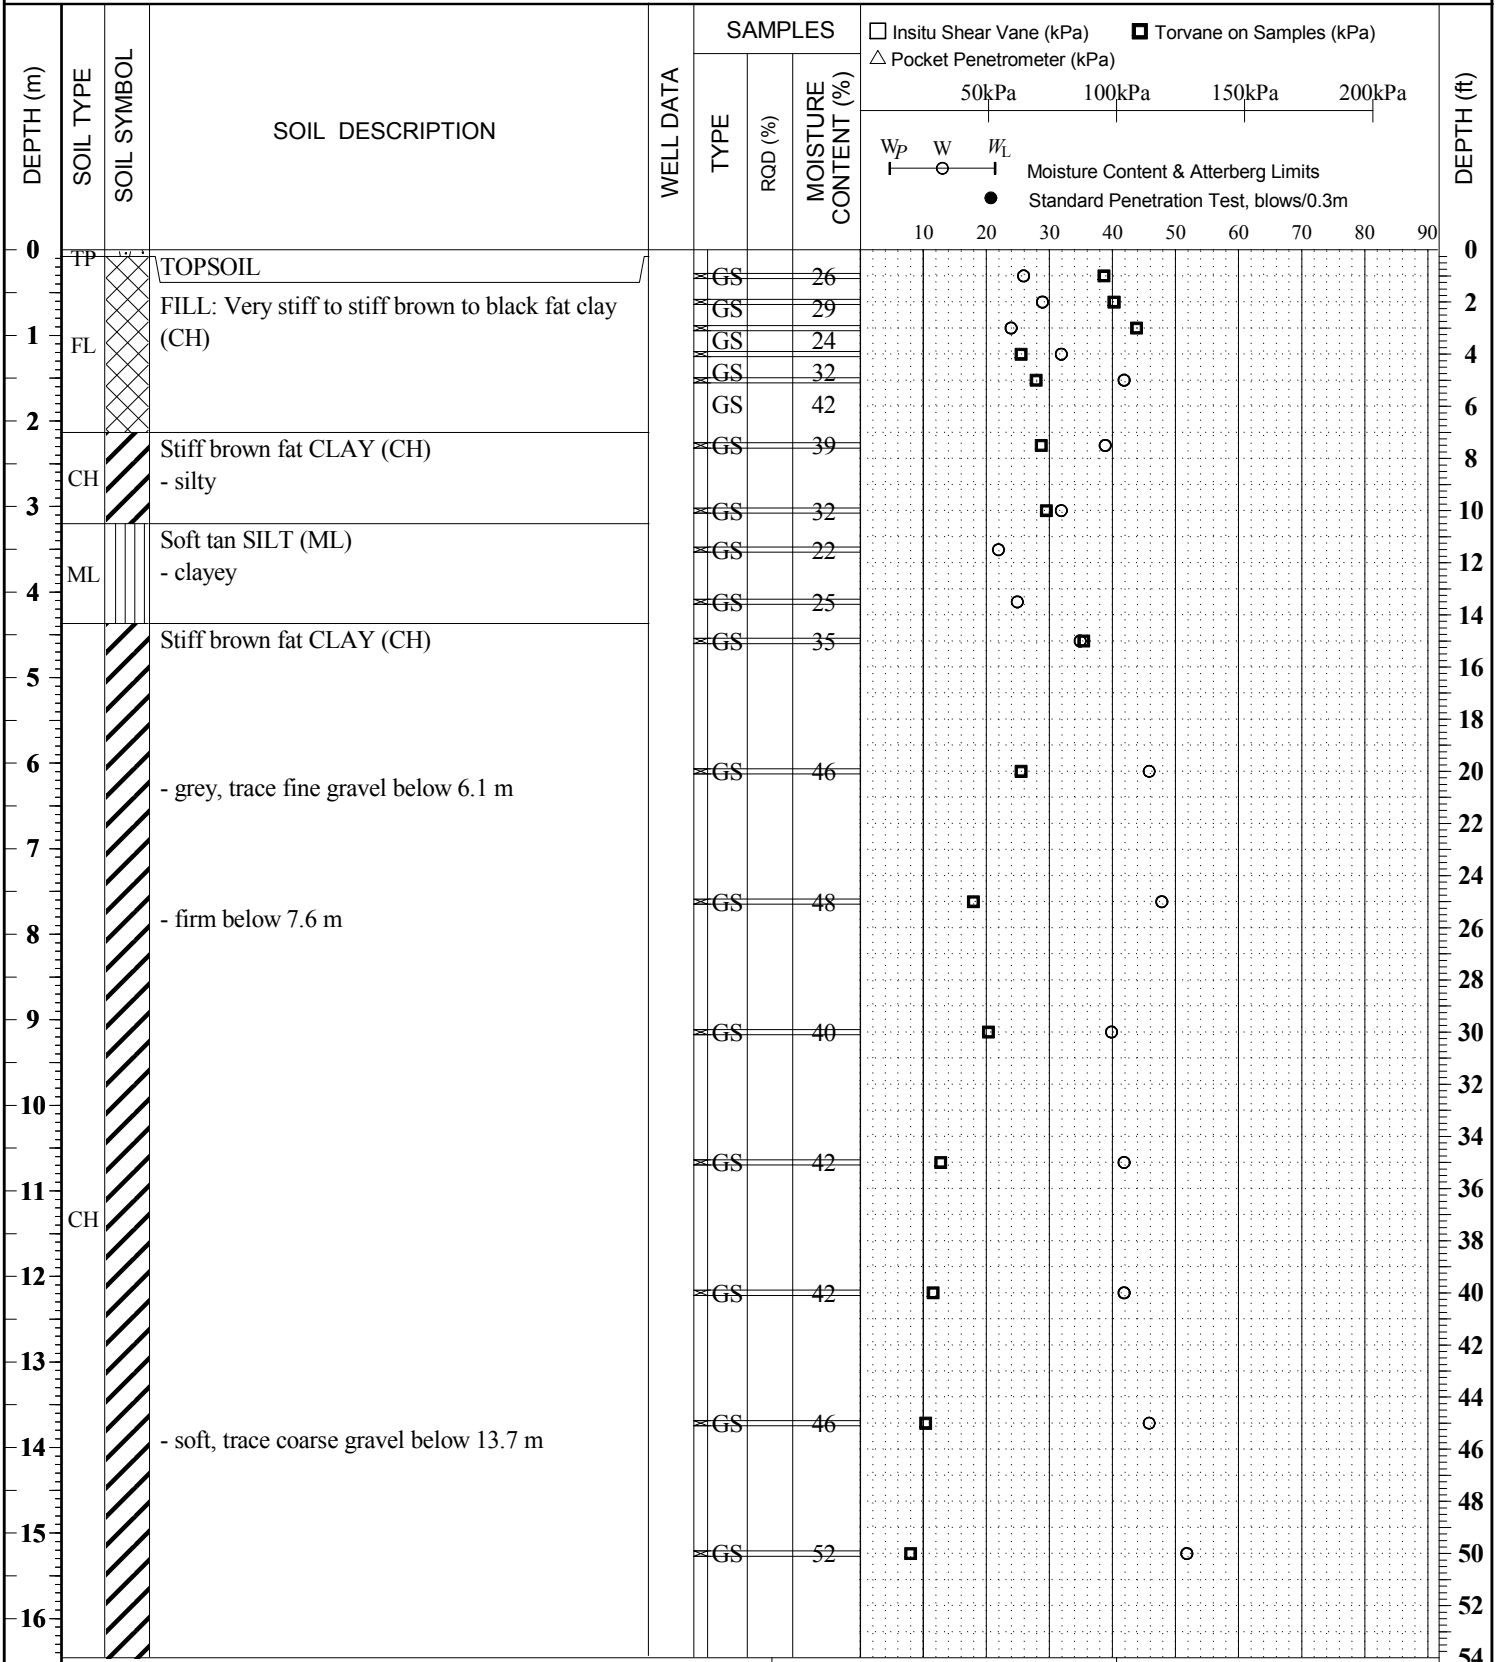 SAMPLES
Insitu Shear Vane (kPa) Torvane on Samples (kPa)
Pocket Penetrometer (kPa)
50kPa 100kPa 150kPa 200kPa
DEPTH (m)
SOIL TYPE
SOIL SYMBOL
SOIL DESCRIPTION
WELL DATA
TYPE
RQD (%)
MOISTURE CONTENT (%)
DEPTH (ft)
WP W WL
Moisture Content & Atterberg Limits
Standard Penetration Test, blows/0.3m
10 20 30 40 50 60 70 80 90
0 TP 0
TOPSOIL
GS 26
FILL: Very stiff to stiff brown to black fat clay
(CH)
GS 29 2
1 FL GS 24 4
GS 32
GS 42 6
2
Stiff brown fat CLAY (CH)
GS 39 8
CH - silty
3 GS 32 10
Soft tan SILT (ML)
GS 22 12
ML - clayey
4 GS 25 14
Stiff brown fat CLAY (CH)
GS 35 16
5
18
6 GS 46 20
- grey, trace fine gravel below 6.1 m
22
7
24
GS 48
- firm below 7.6 m
8 26
28
9 GS 40 30
32
10
34
GS 42
11 36
CH
38
12 GS 42 40
42
13
44
GS 46
- soft, trace coarse gravel below 13.7 m
14 46
48
15 GS 52 50
16 52
54